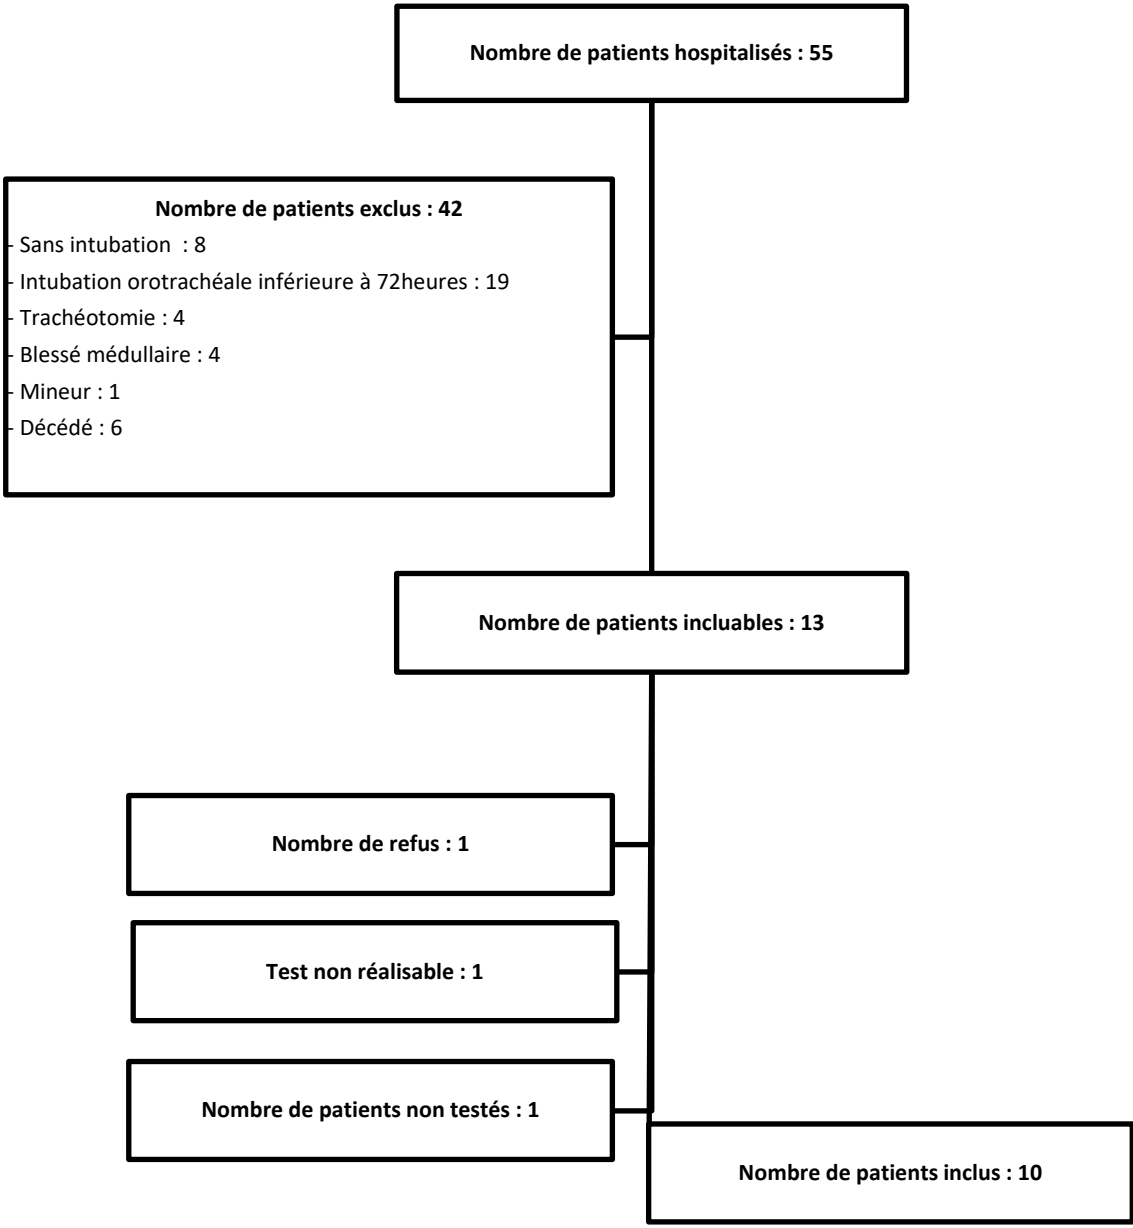 Nombre de patients hospitalisés : 55
Nombre de patients exclus : 42
- Sans intubation : 8
- Intubation orotrachéale inférieure à 72heures : 19
- Trachéotomie : 4
- Blessé médullaire : 4
- Mineur : 1
- Décédé : 6
Nombre de patients incluables : 13
Nombre de refus : 1
Test non réalisable : 1
Nombre de patients non testés : 1
Nombre de patients inclus : 10